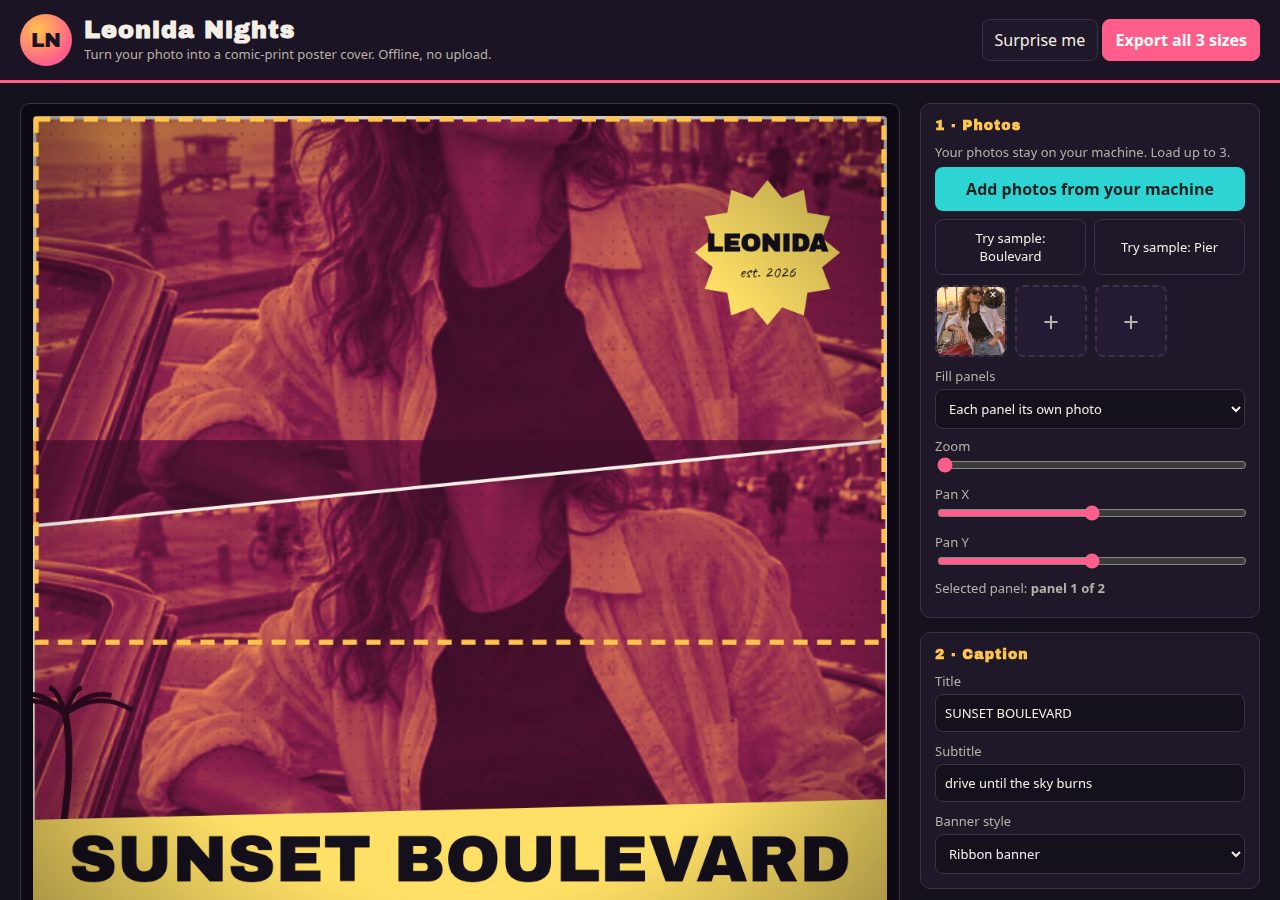 LN
Leonida Nights
Turn your photo into a comic-print poster cover. Offline, no upload.
Surprise me
Export all 3 sizes
LEONIDA
est. 2026
SUNSET BOULEVARD
1 · Photos
Your photos stay on your machine. Load up to 3.
Add photos from your machine
Try sample:
Boulevard
Try sample: Pier
×
+
+
Fill panels
Each panel its own photo
Zoom
Pan X
Pan Y
Selected panel: panel 1 of 2
2 · Caption
Title
SUNSET BOULEVARD
Subtitle
drive until the sky burns
Banner style
Ribbon banner